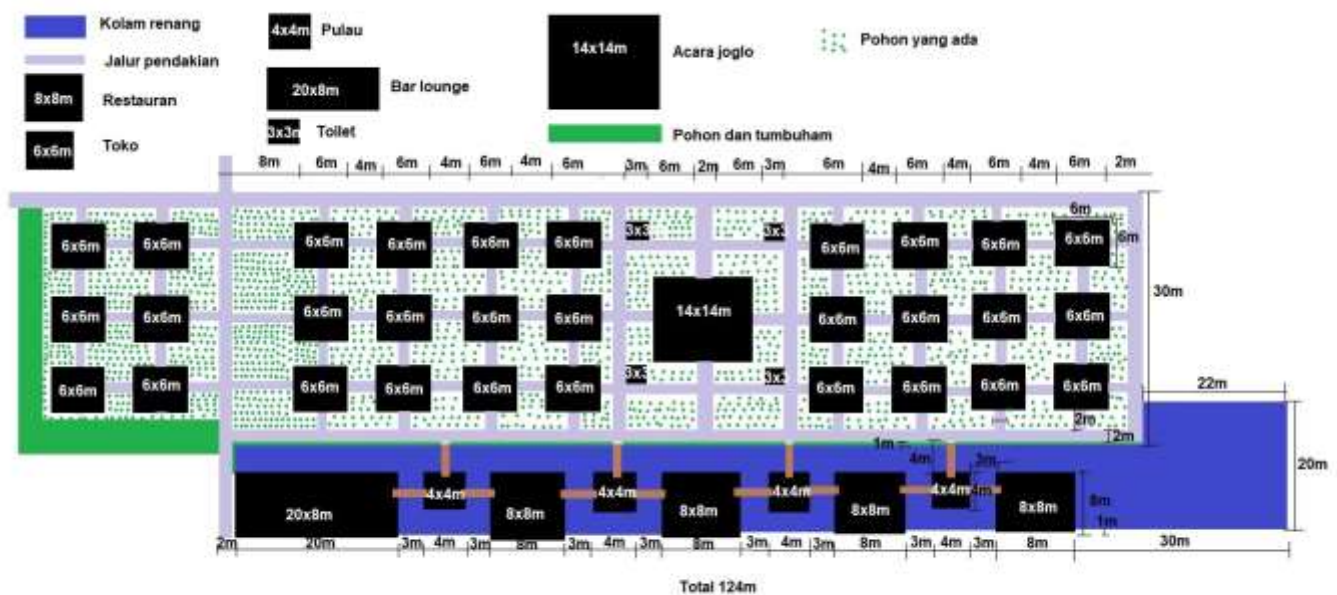 Kolam renang
4x4m Pulau
14x14m Acara joglo
Pohon yang ada
Jalur pendakian
8x8m Restauran
20x8m Bar lounge
3x3m Toilet
6x6m Toko
Pohon dan tumbuham
8m 6m 4m 6m 4m 6m 4m 6m 3m 6m 2m 6m 3m 6m 4m 6m 4m 6m 4m 6m 2m
6m
3x3 3x3
6x6m 6x6m 6x6m 6x6m 6x6m 6x6m 6x6m 6x6m 6x6m 6x6m 6m
30m
6x6m 6x6m 6x6m 6x6m 6x6m 6x6m 14x14m 6x6m 6x6m 6x6m 6x6m
3x3 3x3
6x6m 6x6m 6x6m 6x6m 6x6m 6x6m 6x6m 6x6m 6x6m 6x6m
22m
2m
2m
1m
4m 3m
20m
4x4m 4x4m 4x4m 4x4m 4m
20x8m 8x8m 8x8m 8x8m 8x8m 8m
1m
2m 20m 3m 4m 3m 8m 3m 4m 3m 8m 3m 4m 3m 8m 3m 4m 3m 8m 30m
Total 124m